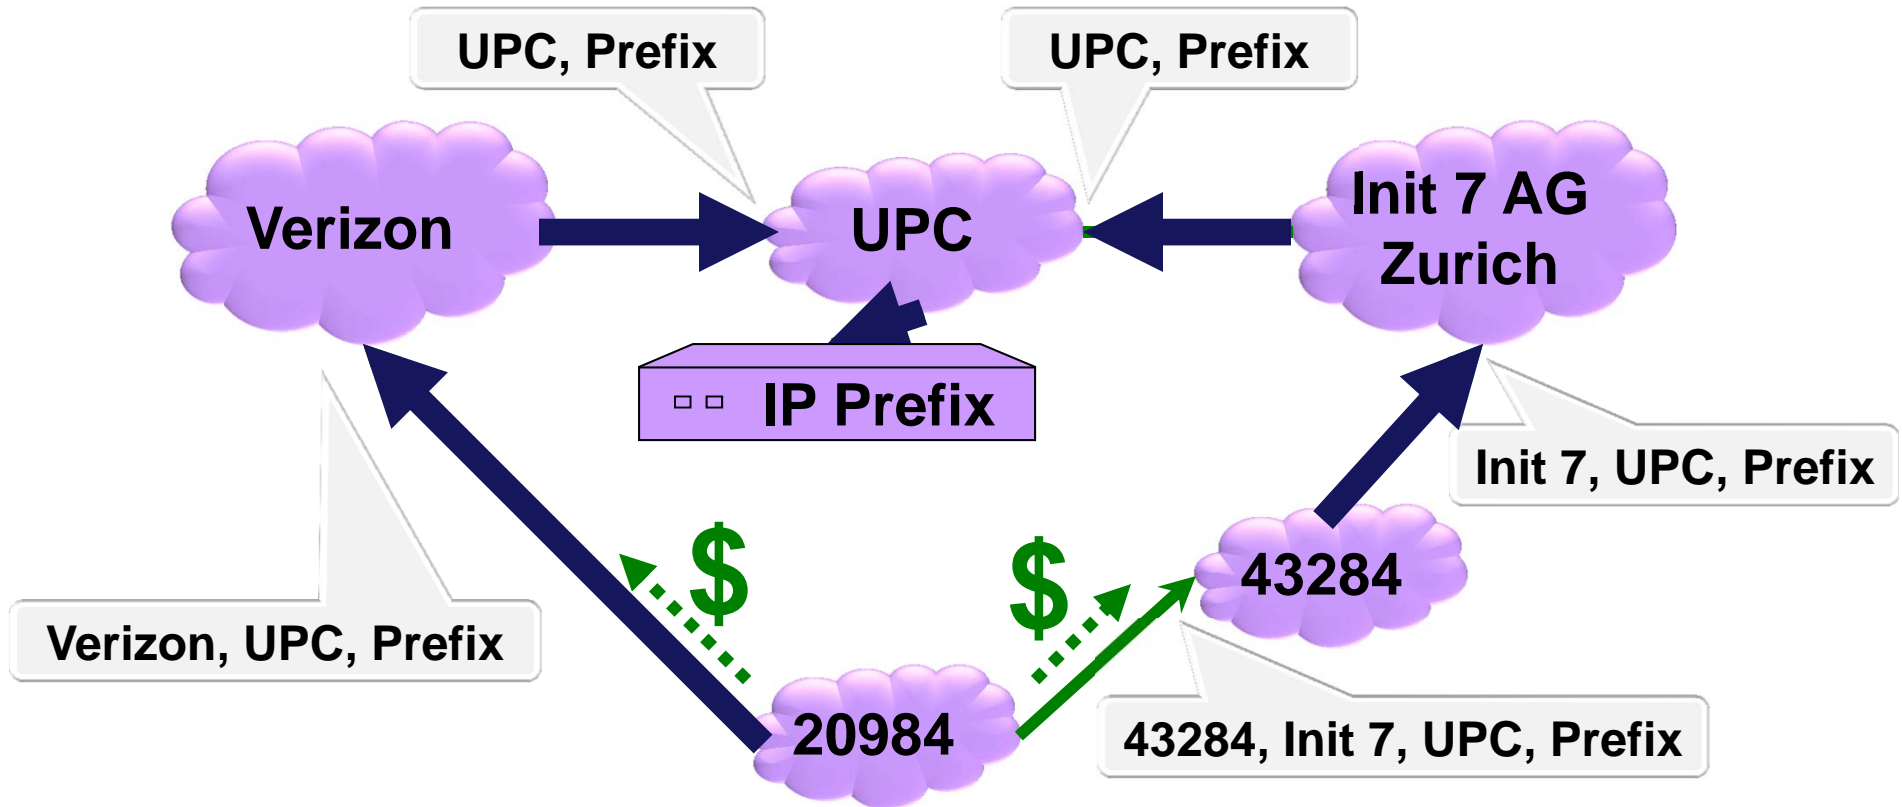 UPC, Prefix
UPC, Prefix
Verizon
UPC
Init 7 AG
Zurich
IP Prefix
Init 7, UPC, Prefix
$
$
43284
Verizon, UPC, Prefix
20984
43284, Init 7, UPC, Prefix